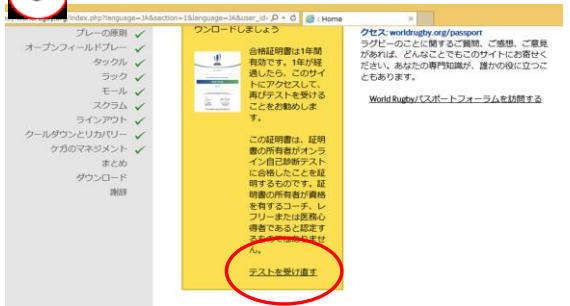 index.php?language=JA&section=1&language=JA&user_id=
: Home
プレーの原則
オープンフィールドプレー
タックル
ラック
モール
スクラム
ラインアウト
クールダウンとリカバリー
ケガのマネジメント
まとめ
ダウンロード
謝辞
ウンロードしましょう
合格証明書は1年間
有効です。1年が経
過したら、このサイ
トにアクセスして、
再びテストを受ける
ことをお勧めしま
す。
この証明書は、証明
書の所有者がオンラ
イン自己診断テスト
に合格したことを証
明するものです。証
明書の所有者が資格
を有するコーチ、レ
フリーまたは医務心
得者であると認定す
るものではありませ
ん。
テストを受け直す
クセス: worldrugby.org/passport
ラグビーのことに関するご質問、ご感想、ご意見
があれば、どんなことでもこのサイトにお寄せく
ださい。あなたの専門知識が、誰かの役に立つこ
ともあります。
World Rugbyパスポートフォーラムを訪問する